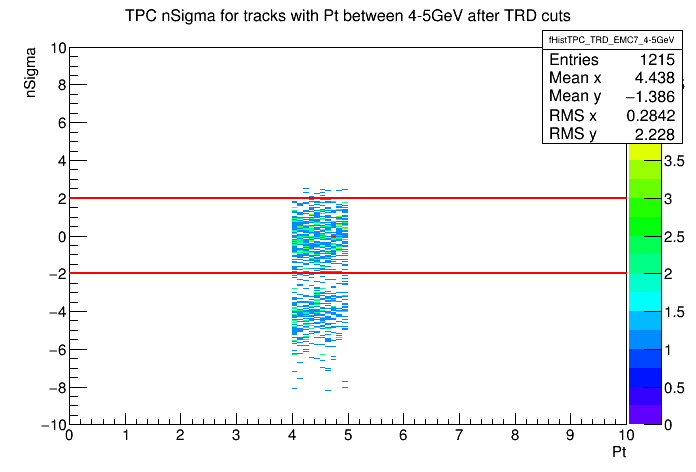 TPC nSigma for tracks with Pt between 4-5GeV after TRD cuts
fHistTPC_TRD_EMC7_4-5GeV
Entries 1215
Mean x 4.438
Mean y −1.386
RMS x 0.2842
RMS y 2.228
nSigma
10
8
6
4
2
0
−2
−4
−6
−8
−10
0 1 2 3 4 5 6 7 8 9 10
Pt
3.5
3
2.5
2
1.5
1
0.5
0